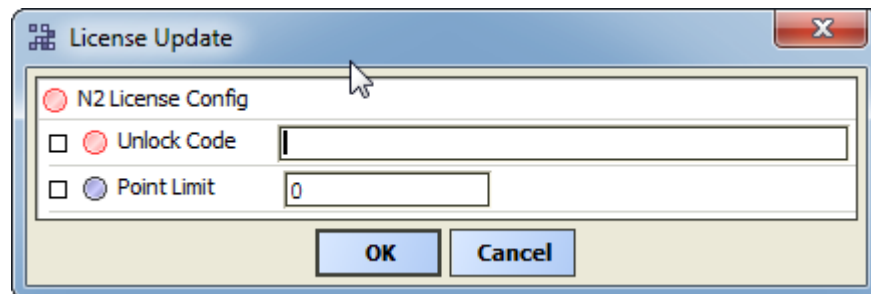 License Update
N2 License Config
Unlock Code
Point Limit 0
OK Cancel